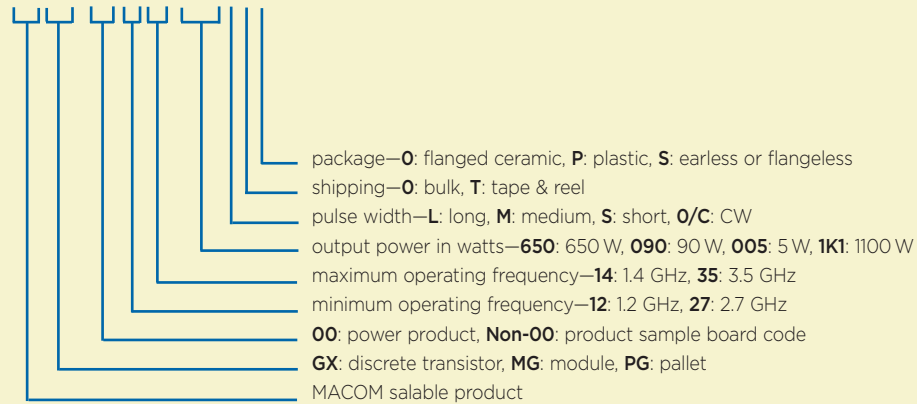 package—0: flanged ceramic, P: plastic, S: earless or flangeless
shipping—0: bulk, T: tape & reel
pulse width—L: long, M: medium, S: short, 0/C: CW
output power in watts—650: 650 W, 090: 90 W, 005: 5 W, 1K1: 1100 W
maximum operating frequency—14: 1.4 GHz, 35: 3.5 GHz
minimum operating frequency—12: 1.2 GHz, 27: 2.7 GHz
00: power product, Non-00: product sample board code
GX: discrete transistor, MG: module, PG: pallet
MACOM salable product